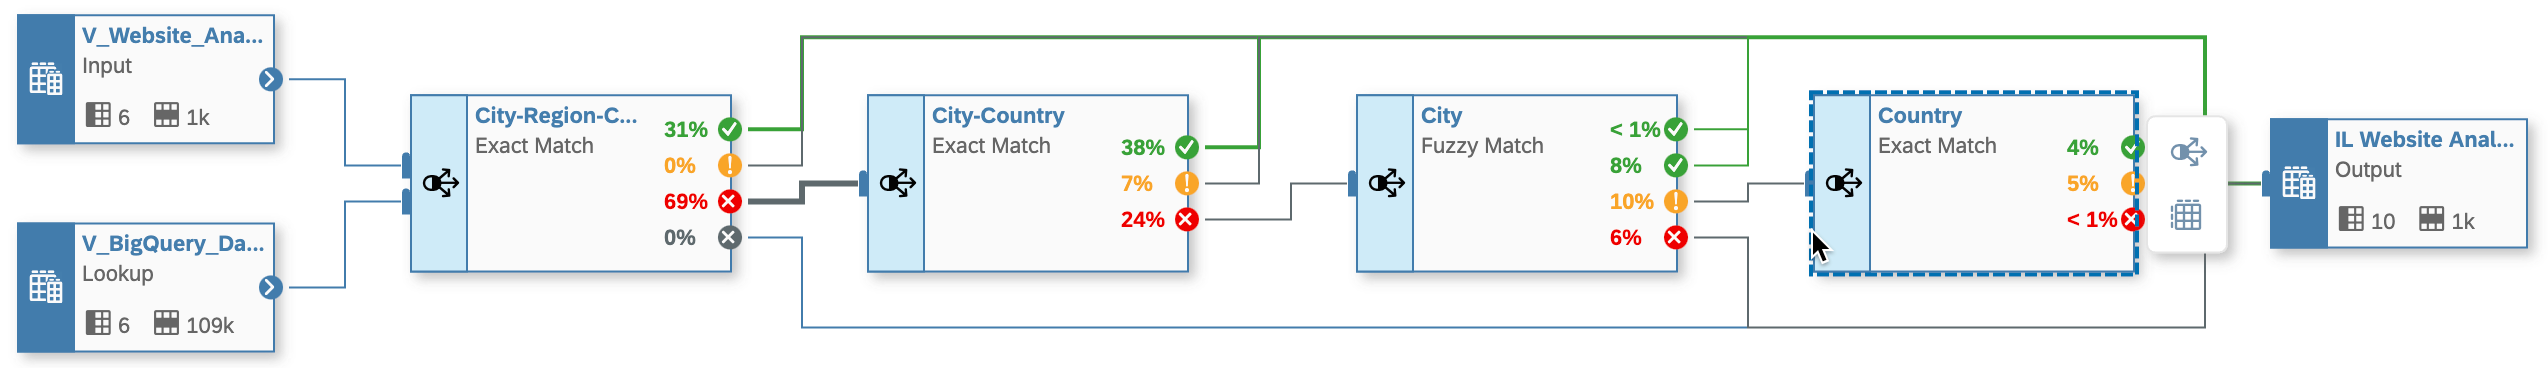 V_Website_Ana...
Input
6 1k
V_BigQuery_Da...
Lookup
6 109k
City-Region-C...
Exact Match
31%
0%
69%
0%
City-Country
Exact Match
38%
7%
24%
City
Fuzzy Match
< 1%
8%
10%
6%
Country
Exact Match
4%
5%
< 1%
IL Website Anal...
Output
10 1k